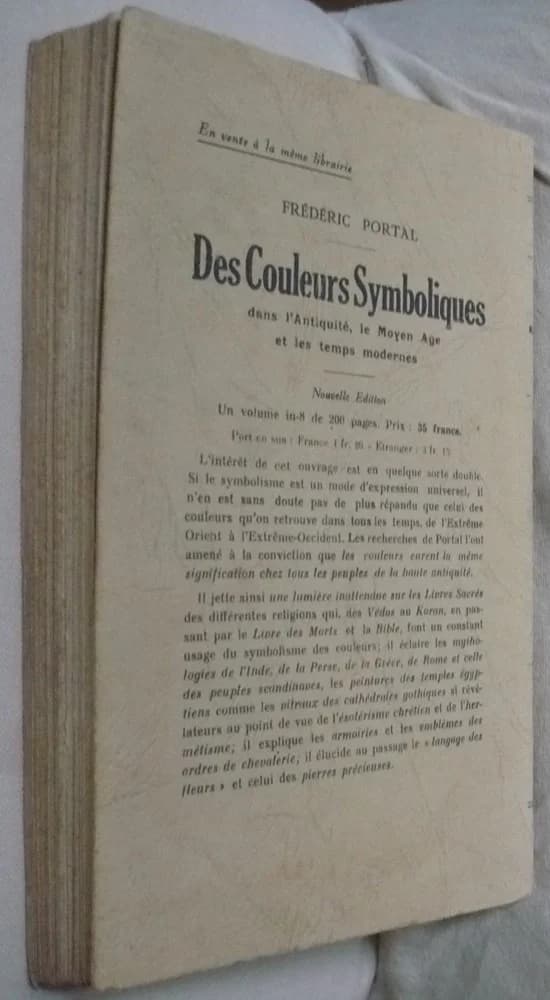 En vente à la même librairie
FRÉDÉRIC PORTAL
Des Couleurs Symboliques
dans l'Antiquité, le Moyen Age
et les temps modernes
Nouvelle Edition
Un volume in-8 de 200 pages. Prix : 35 francs.
Port en sus : France 1 fr. - Etranger : 3 fr.
L'intérêt de cet ouvrage est en quelque sorte double.
Si le symbolisme est un mode d'expression universel, il
n'en est sans doute pas de plus répandu que celui des
couleurs qu'on retrouve dans tous les temps, de l'Extrême
Orient à l'Extrême-Occident. Les recherches de Portal l'ont
amené à la conviction que les couleurs eurent la même
signification chez tous les peuples de la haute antiquité.
Il jette ainsi une lumière inattendue sur les Livres Sacrés
des différentes religions qui, des Védas au Koran, en pas-
sant par le Livre des Morts et la Bible, font un constant
usage du symbolisme des couleurs; il éclaire les mytho-
logies de l'Inde, de la Perse, de la Grèce, de Rome et celle
des peuples scandinaves, les peintures des temples égyp-
tiens comme les vitraux des cathédrales gothiques si révé-
lateurs au point de vue de l'ésotérisme chrétien et de l'her-
métisme; il explique les armoiries et les emblèmes des
ordres de chevalerie; il élucide au passage le « langage des
fleurs » et celui des pierres précieuses.